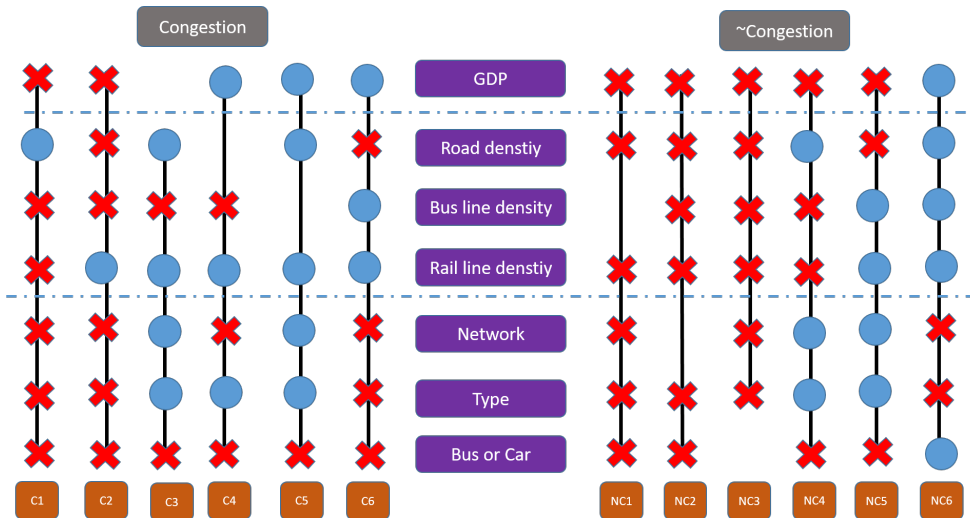 Congestion
~Congestion
GDP
Road denstiy
Bus line density
Rail line denstiy
Network
Type
Bus or Car
C1 C2 C3 C4 C5 C6 NC1 NC2 NC3 NC4 NC5 NC6